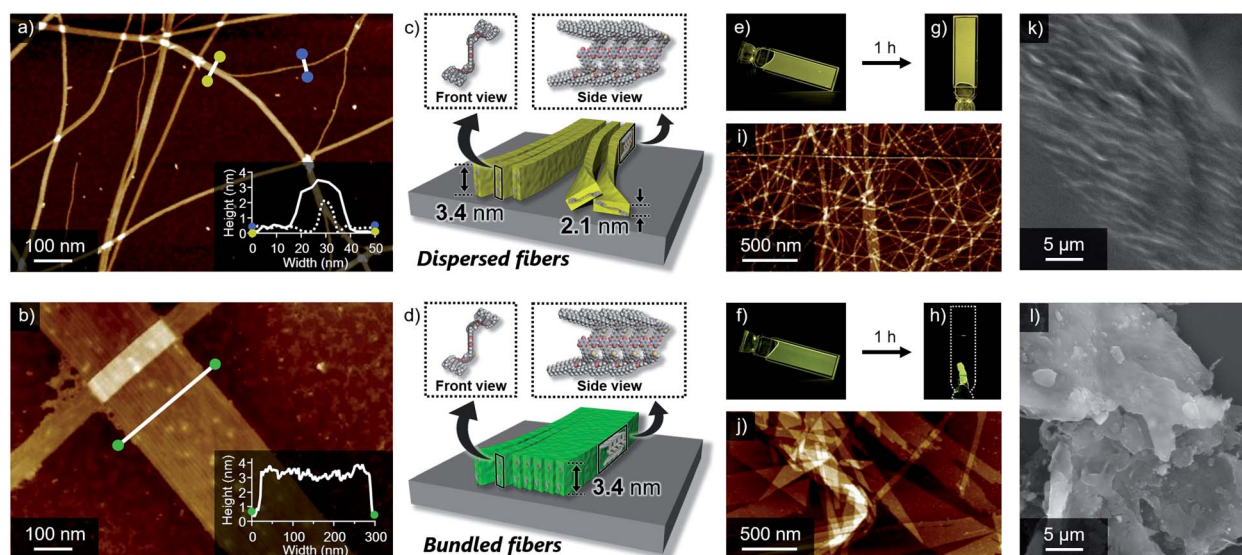 a)
Height (nm)
4
3
2
1
0
0 10 20 30 40 50
Width (nm)
100 nm
c)
Front view
Side view
3.4 nm
2.1 nm
Dispersed fibers
e)
1 h
g)
i)
500 nm
k)
5 µm
b)
Height (nm)
4
3
2
1
0
0 100 200 300
Width (nm)
100 nm
d)
Front view
Side view
3.4 nm
Bundled fibers
f)
1 h
h)
j)
500 nm
l)
5 µm